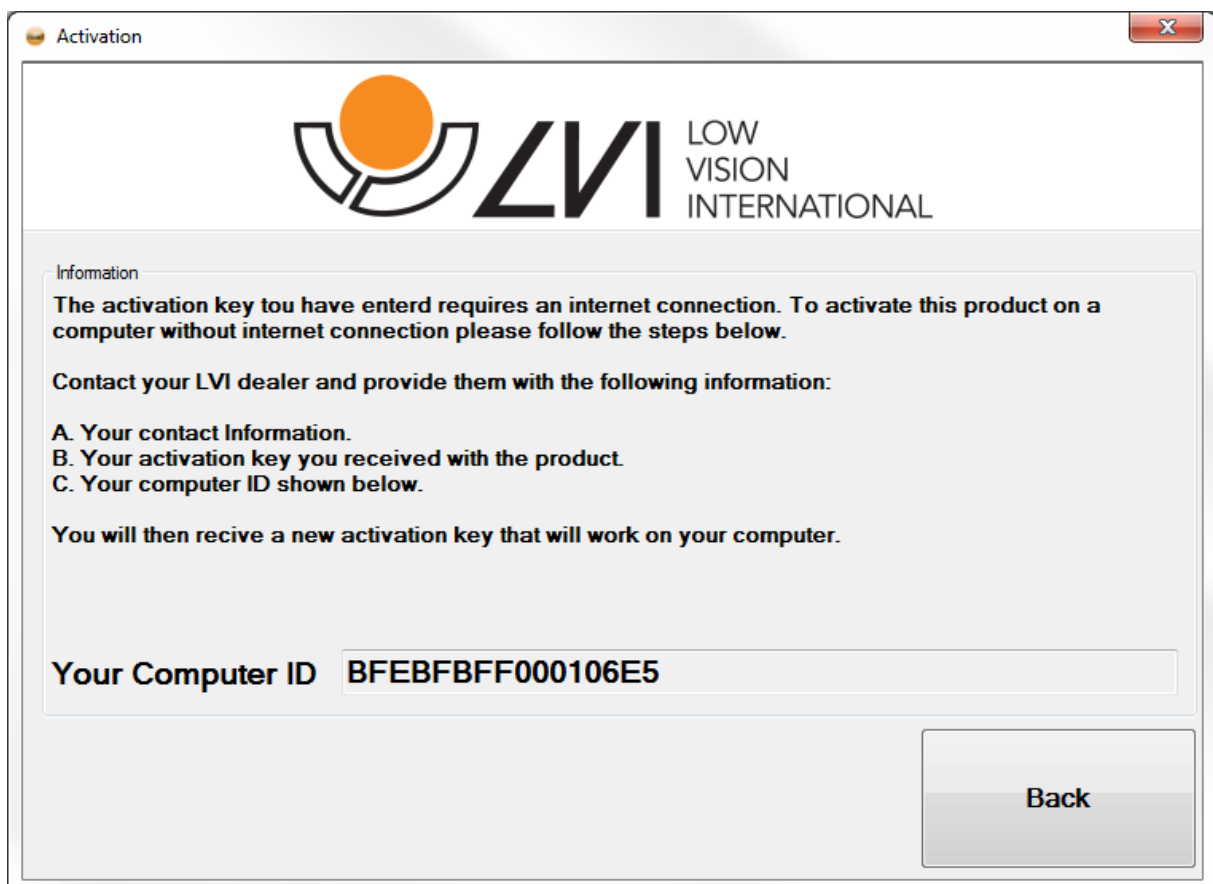 Activation
LVI
LOW
VISION
INTERNATIONAL
Information
The activation key tou have enterd requires an internet connection. To activate this product on a
computer without internet connection please follow the steps below.
Contact your LVI dealer and provide them with the following information:
A. Your contact Information.
B. Your activation key you received with the product.
C. Your computer ID shown below.
You will then recive a new activation key that will work on your computer.
Your Computer ID BFEBFBFF000106E5
Back